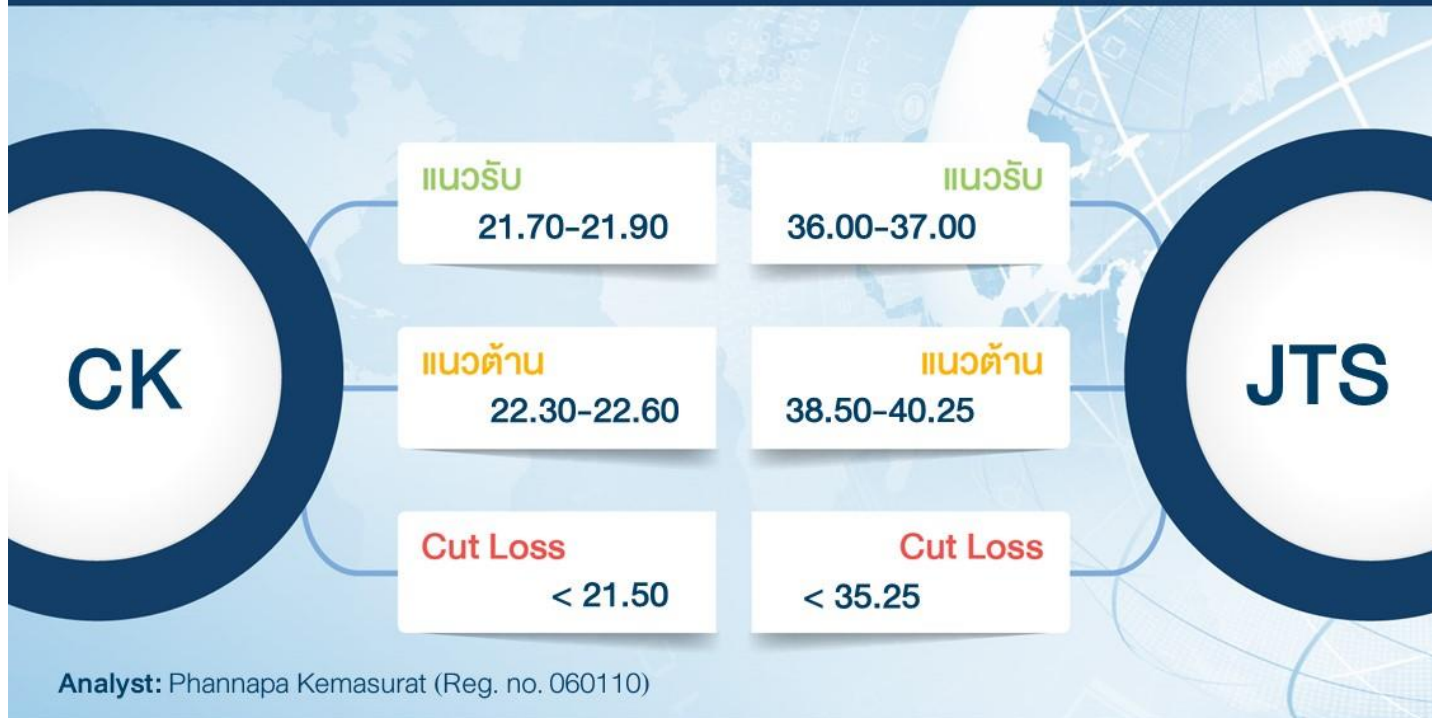 CK
แนวรับ
21.70-21.90
แนวต้าน
22.30-22.60
Cut Loss
< 21.50
แนวรับ
36.00-37.00
แนวต้าน
38.50-40.25
Cut Loss
< 35.25
JTS
Analyst: Phannapa Kemasurat (Reg. no. 060110)